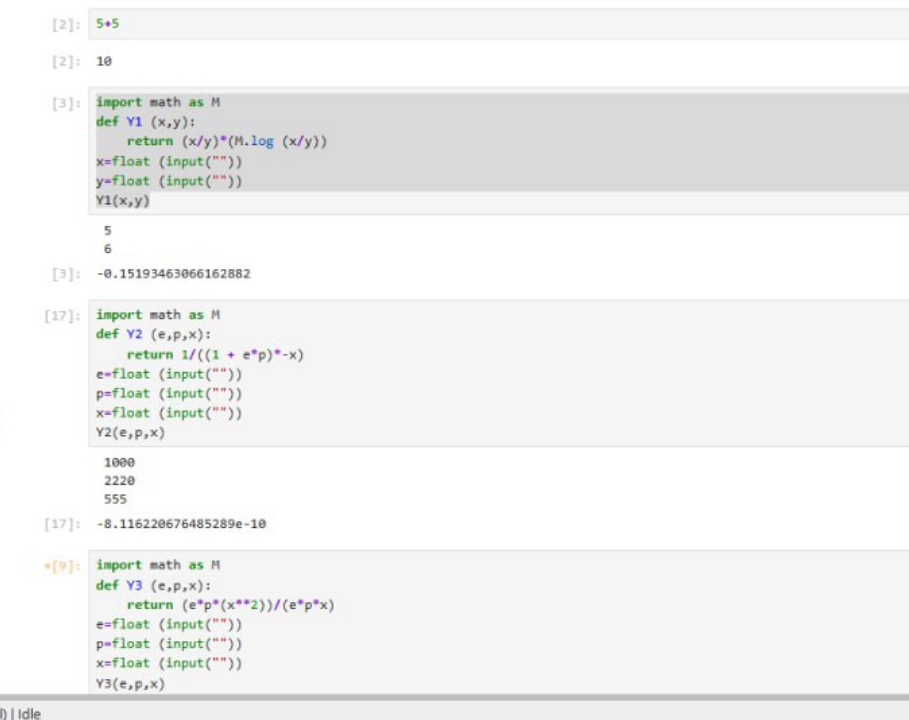 [2]: 5+5
[2]: 10
[3]: import math as M
def Y1 (x,y):
    return (x/y)*(M.log (x/y))
x=float (input(""))
y=float (input(""))
Y1(x,y)
5
6
[3]: -0.15193463066162882
[17]: import math as M
def Y2 (e,p,x):
    return 1/((1 + e*p)*-x)
e=float (input(""))
p=float (input(""))
x=float (input(""))
Y2(e,p,x)
1000
2220
555
[17]: -8.116220676485289e-10
*[9]: import math as M
def Y3 (e,p,x):
    return (e*p*(x**2))/(e*p*x)
e=float (input(""))
p=float (input(""))
x=float (input(""))
Y3(e,p,x)
) | Idle